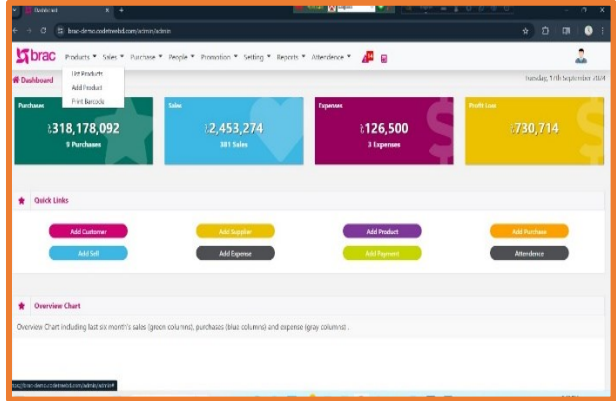 Dashboard
brac-demo.codetreebd.com/admin/admin
brac Products Sales Purchase People Promotion Setting Reports Attendence
List Products
Add Product
Print Barcode
Dashboard
Tuesday, 17th September 2024
Purchases Sales Expenses Profit Loss
৳318,178,092 ৳2,453,274 ৳126,500 ৳730,714
9 Purchases 381 Sales 3 Expenses
Quick Links
Add Customer Add Supplier Add Product Add Purchase
Add Sell Add Expense Add Payment Attendence
Overview Chart
Overview Chart including last six month's sales (green columns), purchases (blue columns) and expense (gray columns) .